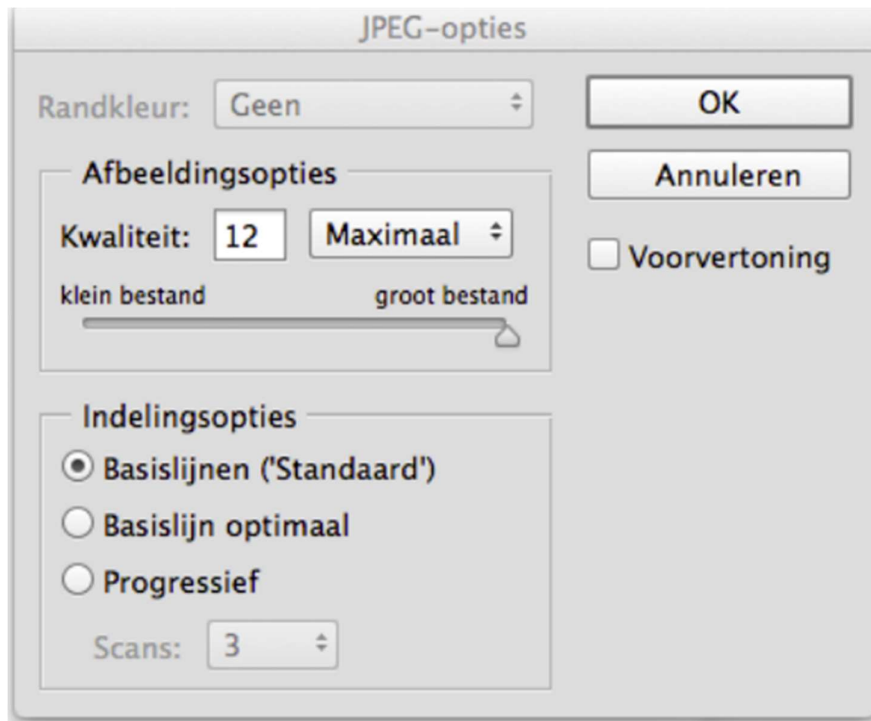 JPEG-opties
Randkleur: Geen
OK
Annuleren
Voorvertoning
Afbeeldingsopties
Kwaliteit: 12 Maximaal
klein bestand groot bestand
Indelingsopties
Basislijnen ('Standaard')
Basislijn optimaal
Progressief
Scans: 3